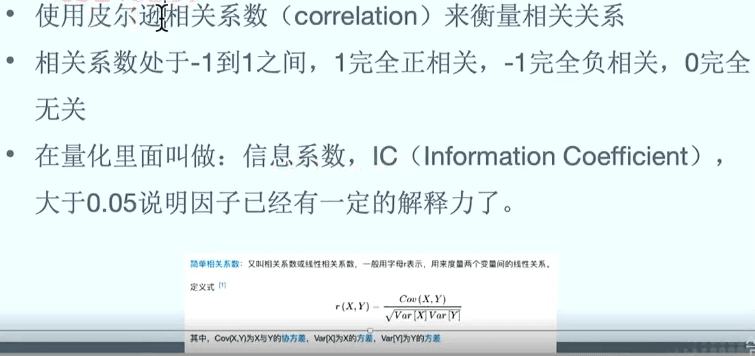 • 使用皮尔逊相关系数（correlation）来衡量相关关系
• 相关系数处于-1到1之间，1完全正相关，-1完全负相关，0完全
无关
• 在量化里面叫做：信息系数，IC（Information Coefficient），
大于0.05说明因子已经有一定的解释力了。
简单相关系数：又叫相关系数或线性相关系数，一般用字母r表示，用来度量两个变量间的线性关系。
定义式 [1]
r (X, Y) = Cov (X, Y) / √Var [X] Var [Y]
其中，Cov(X,Y)为X与Y的协方差，Var[X]为X的方差，Var[Y]为Y的方差